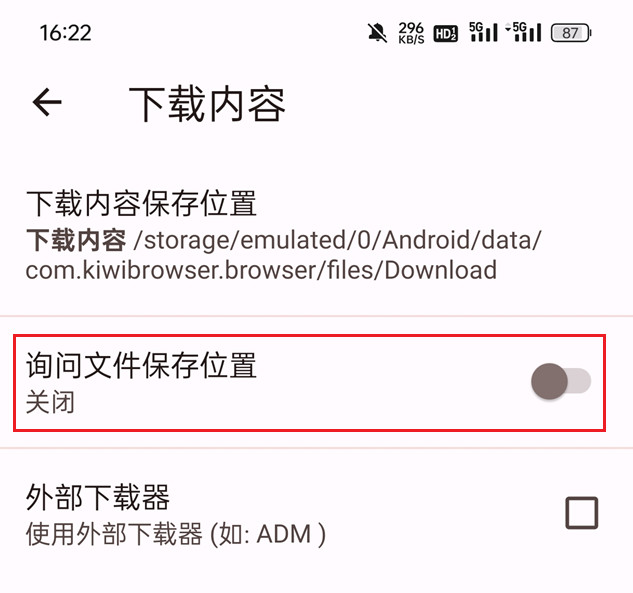 16:22 296 KB/S HD 1 2 5G 5G 87
下载内容
下载内容保存位置
下载内容 /storage/emulated/0/Android/data/
com.kiwibrowser.browser/files/Download
询问文件保存位置
关闭
外部下载器
使用外部下载器 (如: ADM )